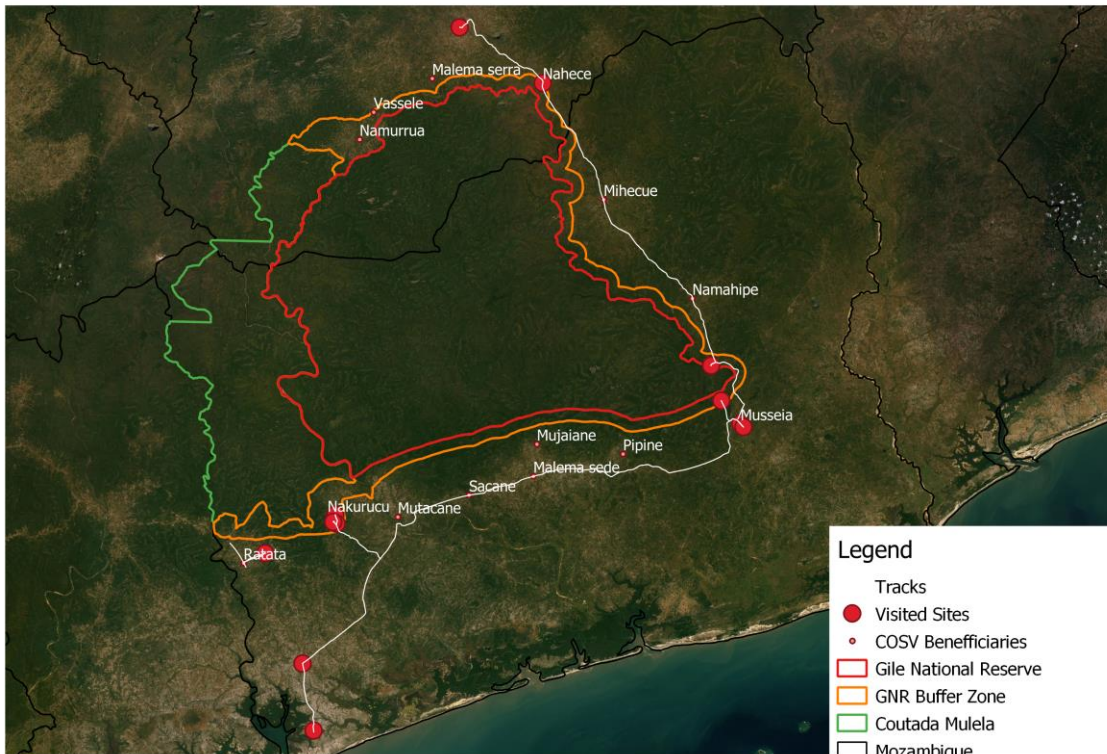 Malema serra
Nahece
Vassele
Namurrua
Mihecue
Namahipe
Musseia
Mujaiane
Pipine
Malema sede
Sacane
Nakurucu
Mutacane
Ratata
Legend
Tracks
Visited Sites
COSV Benefficiaries
Gile National Reserve
GNR Buffer Zone
Coutada Mulela
Mozambique